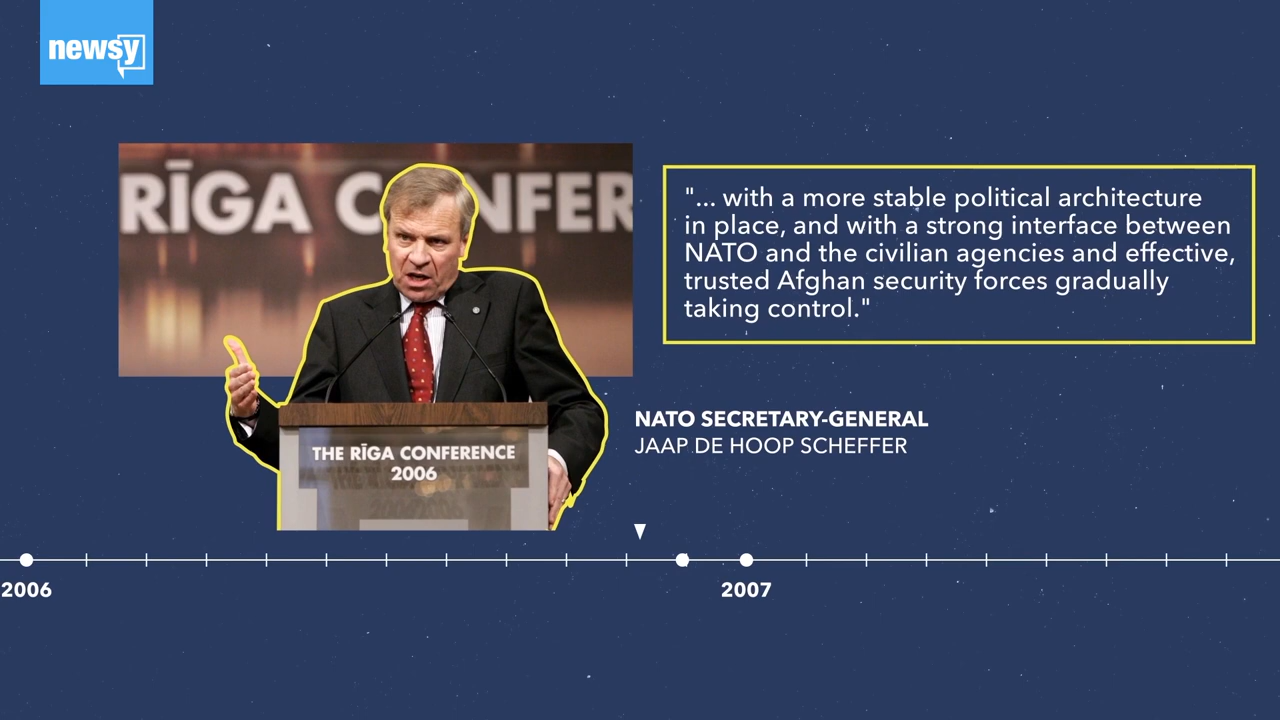 newsy
RĪGA CONFER
"... with a more stable political architecture
in place, and with a strong interface between
NATO and the civilian agencies and effective,
trusted Afghan security forces gradually
taking control."
NATO SECRETARY-GENERAL
JAAP DE HOOP SCHEFFER
THE RĪGA CONFERENCE
2006
2006
2007